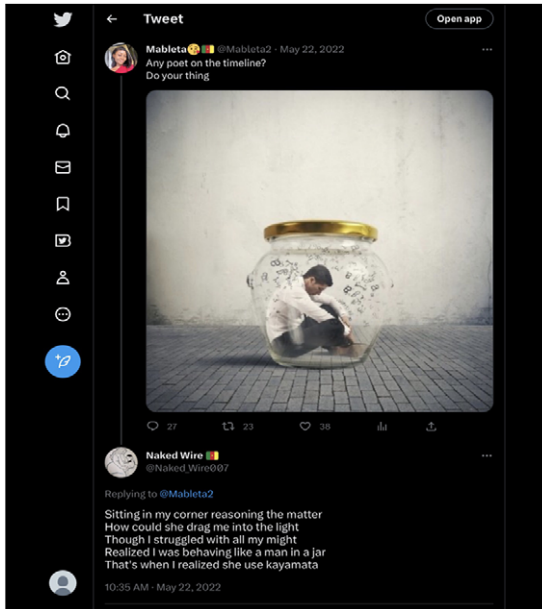 Tweet
Open app
Mableta😘🇨🇲 @Mableta2 · May 22, 2022
Any poet on the timeline?
Do your thing
27 23 38
Naked Wire 🇨🇲
@Naked_Wire007
Replying to @Mableta2
Sitting in my corner reasoning the matter
How could she drag me into the light
Though I struggled with all my might
Realized I was behaving like a man in a jar
That's when I realized she use kayamata
10:35 AM · May 22, 2022